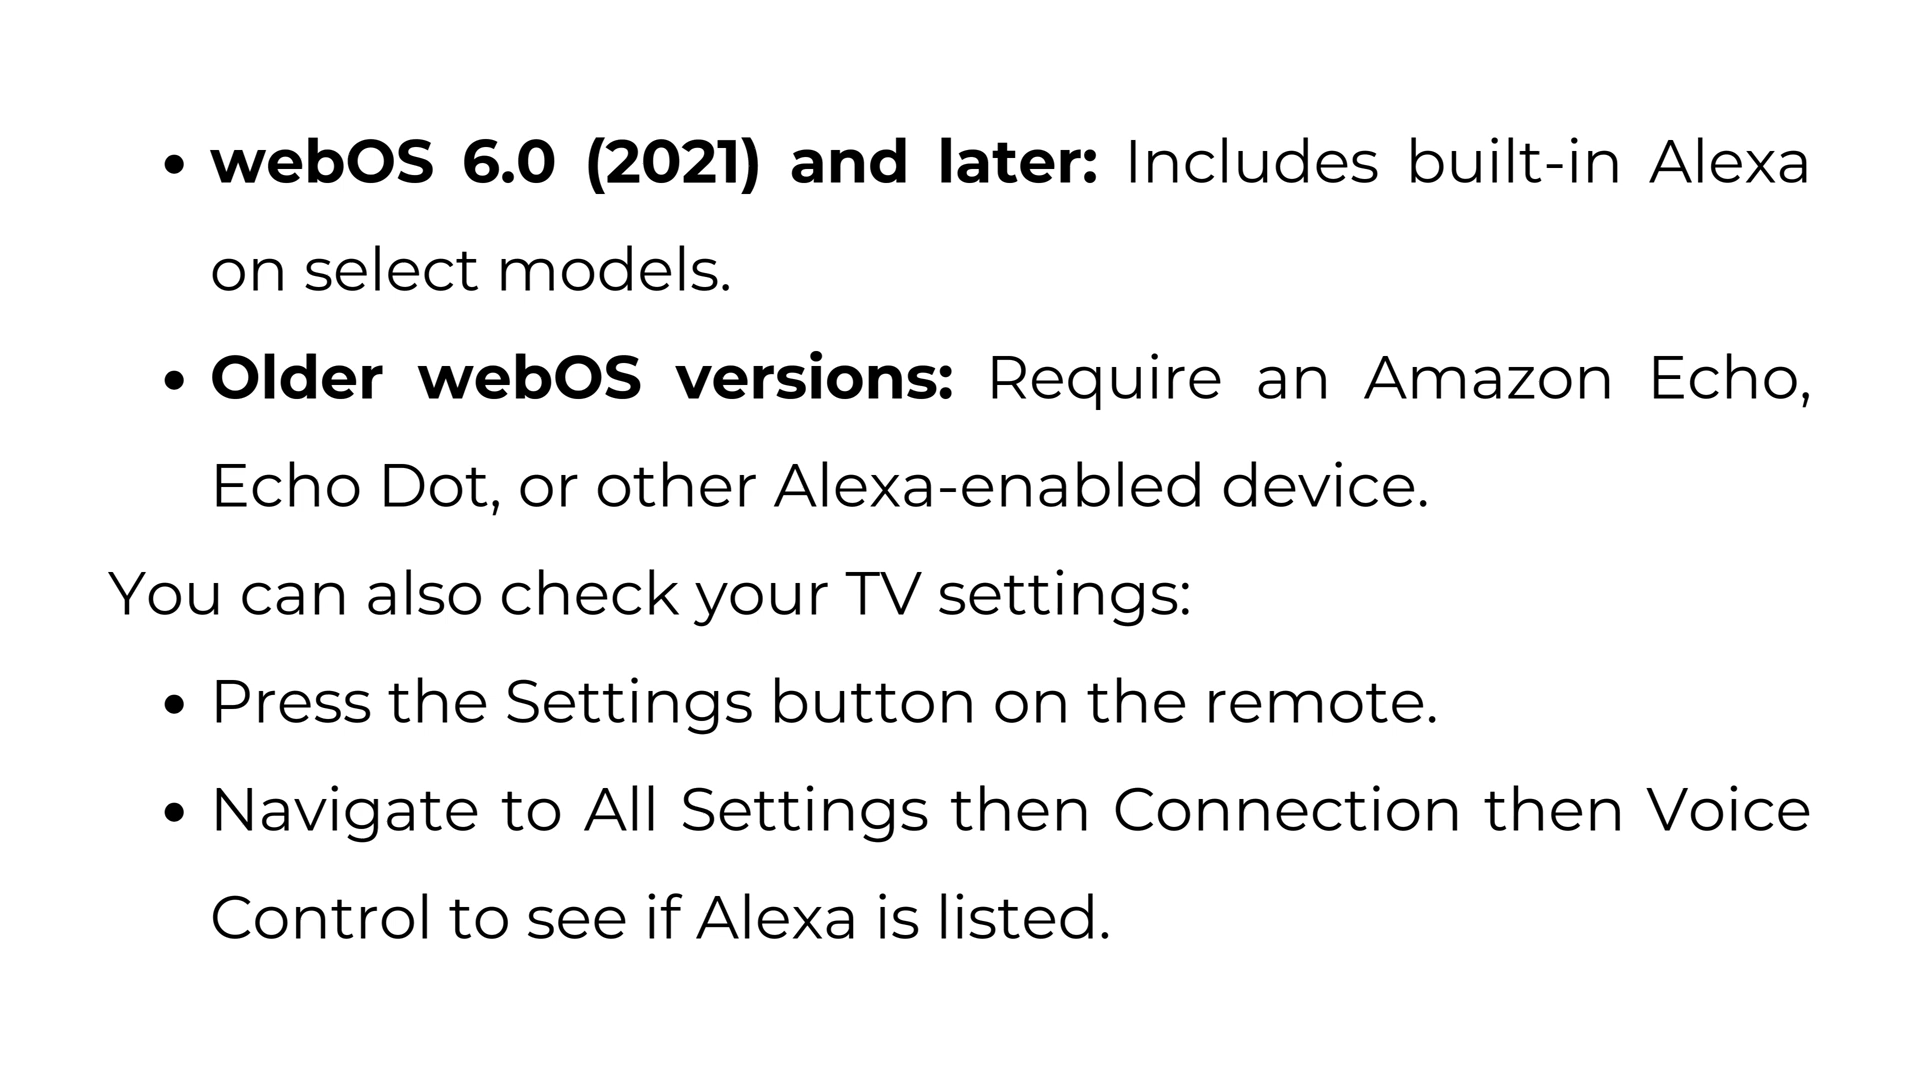 • webOS 6.0 (2021) and later: Includes built-in Alexa
on select models.
• Older webOS versions: Require an Amazon Echo,
Echo Dot, or other Alexa-enabled device.
You can also check your TV settings:
• Press the Settings button on the remote.
• Navigate to All Settings then Connection then Voice
Control to see if Alexa is listed.